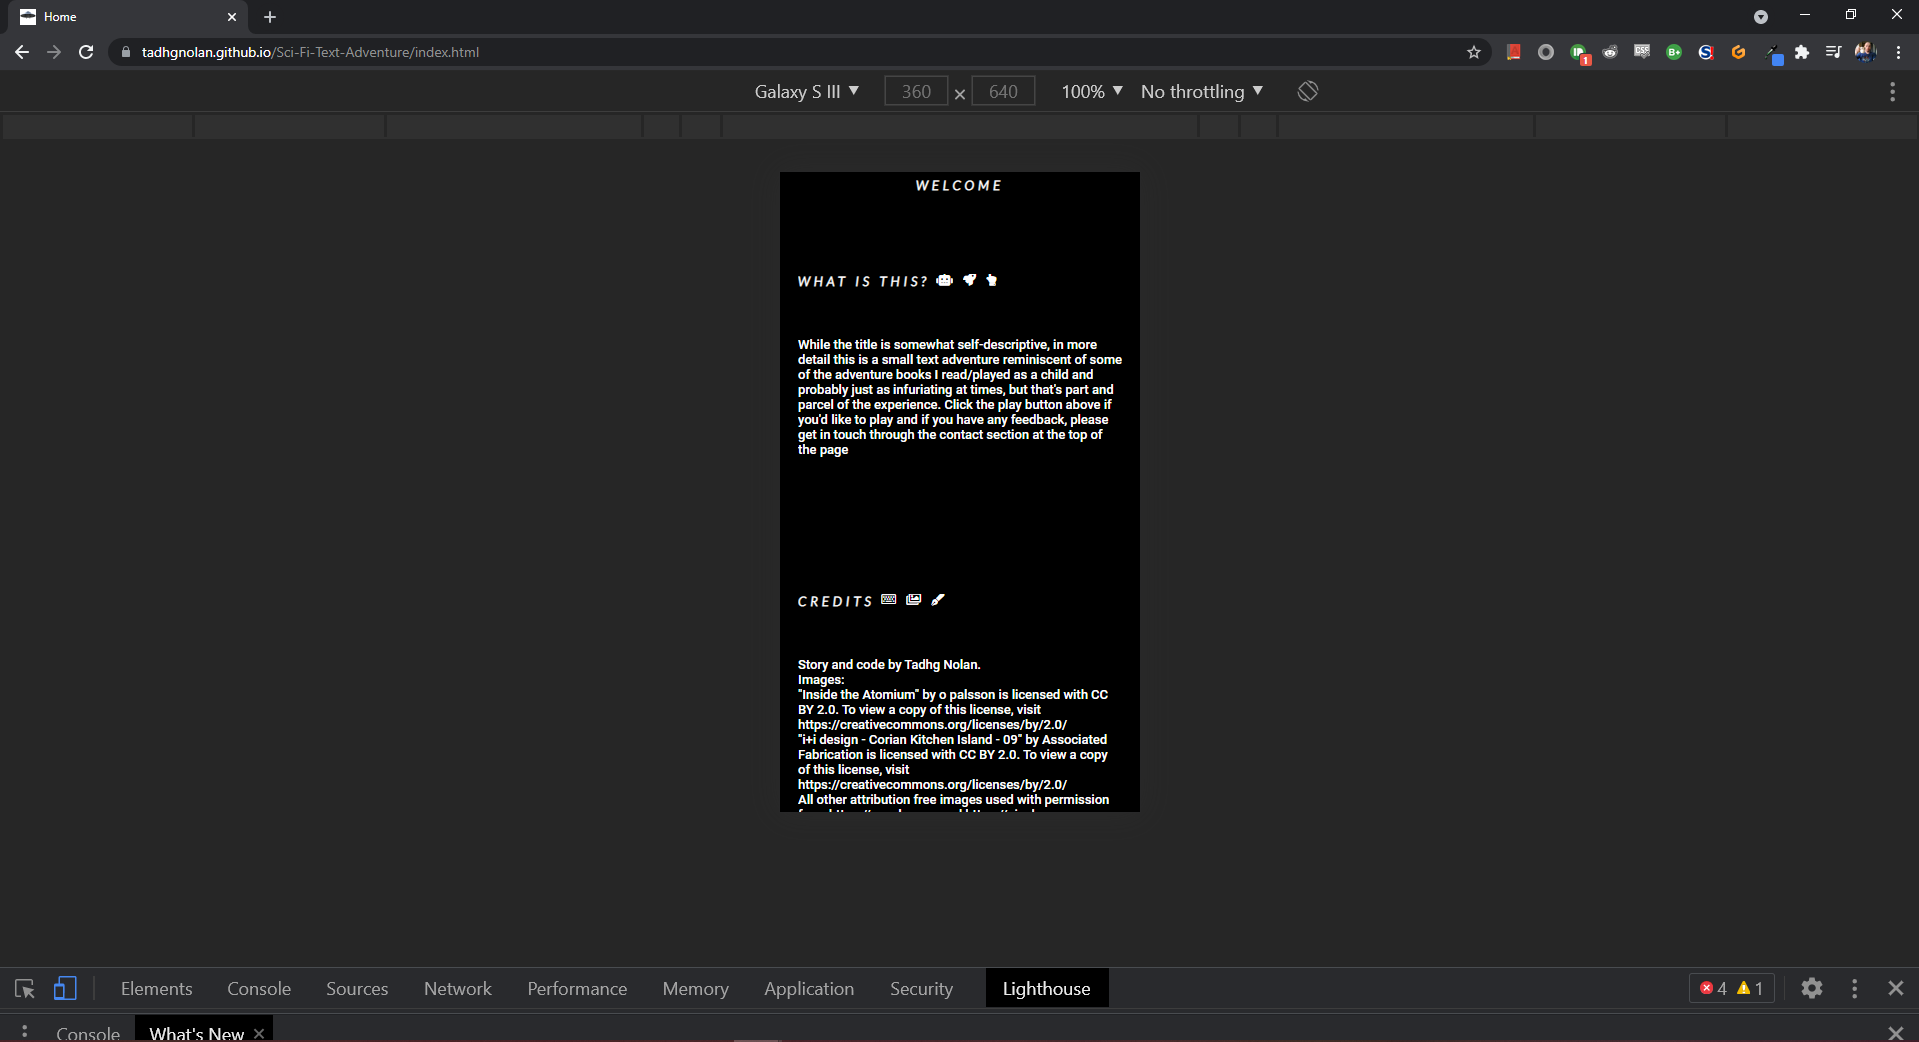 Home
tadhgnolan.github.io/Sci-Fi-Text-Adventure/index.html
1
Galaxy S III 360 × 640 100% No throttling
WELCOME
WHAT IS THIS?
While the title is somewhat self-descriptive, in more
detail this is a small text adventure reminiscent of some
of the adventure books I read/played as a child and
probably just as infuriating at times, but that's part and
parcel of the experience. Click the play button above if
you'd like to play and if you have any feedback, please
get in touch through the contact section at the top of
the page
CREDITS
Story and code by Tadhg Nolan.
Images:
"Inside the Atomium" by o palsson is licensed with CC
BY 2.0. To view a copy of this license, visit
https://creativecommons.org/licenses/by/2.0/
"i+i design - Corian Kitchen Island - 09" by Associated
Fabrication is licensed with CC BY 2.0. To view a copy
of this license, visit
https://creativecommons.org/licenses/by/2.0/
All other attribution free images used with permission
Elements Console Sources Network Performance Memory Application Security Lighthouse 4 1
Console What's New